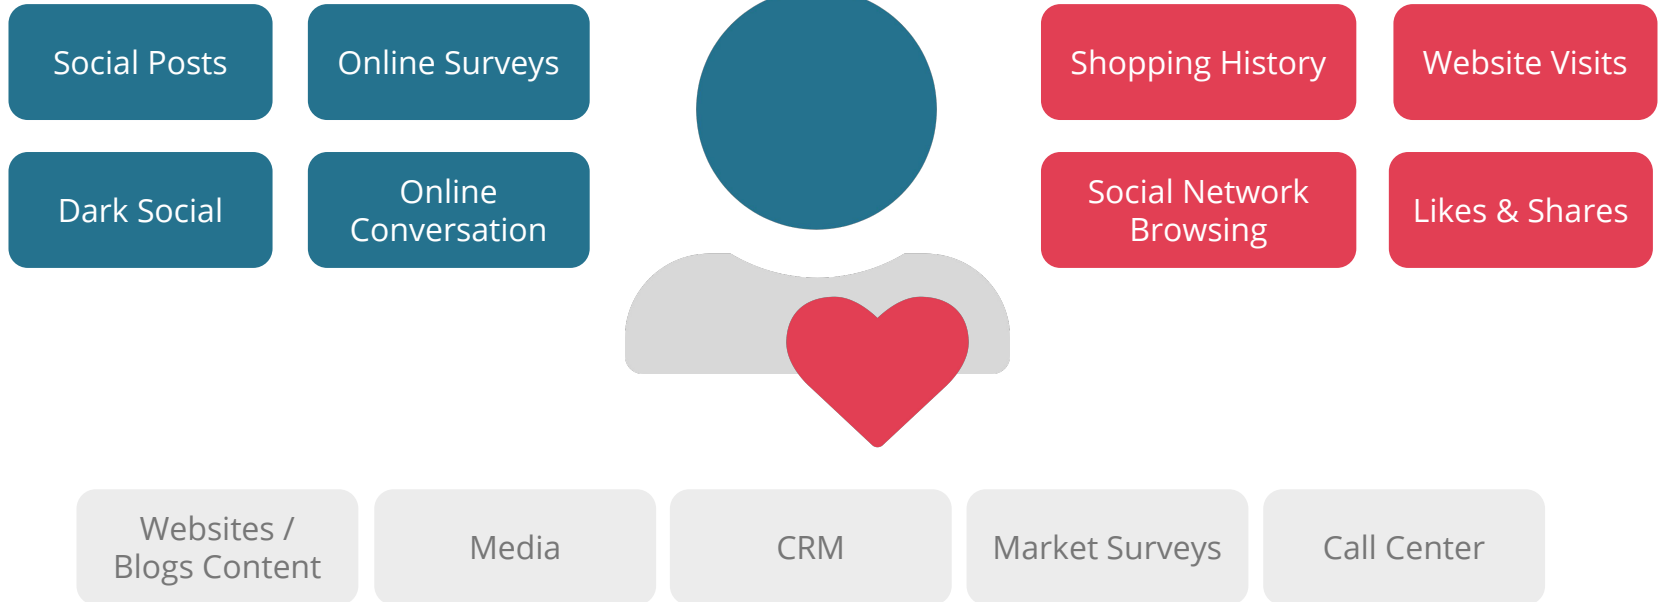 Social Posts
Online Surveys
Shopping History
Website Visits
Dark Social
Online
Conversation
Social Network
Browsing
Likes & Shares
Websites /
Blogs Content
Media
CRM
Market Surveys
Call Center